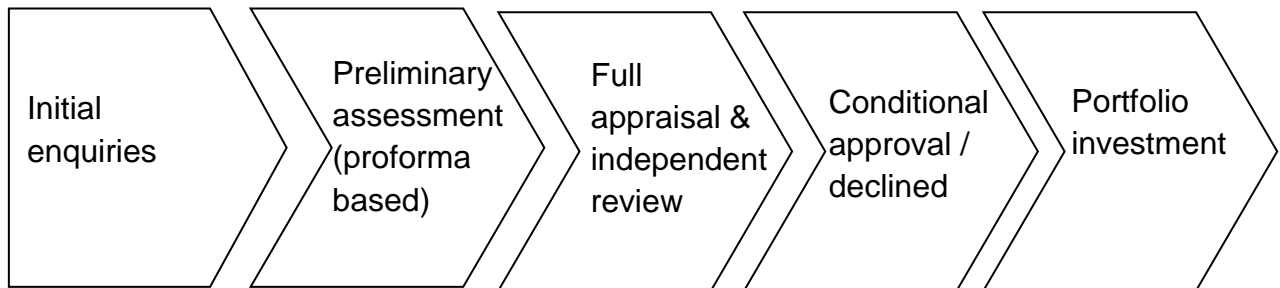 Initial
enquiries
Preliminary
assessment
(proforma
based)
Full
appraisal &
independent
review
Conditional
approval /
declined
Portfolio
investment